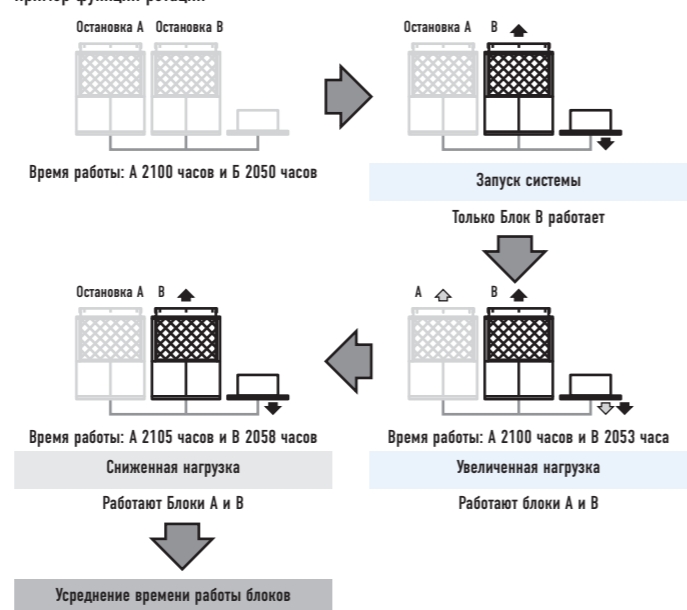 Пример функции ротации
Остановка А Остановка В
Время работы: А 2100 часов и Б 2050 часов
Остановка А В
Запуск системы
Только Блок В работает
А В
Время работы: А 2100 часов и В 2053 часа
Увеличенная нагрузка
Работают блоки А и В
Остановка А В
Время работы: А 2105 часов и В 2058 часов
Сниженная нагрузка
Работают Блоки А и В
Усреднение времени работы блоков